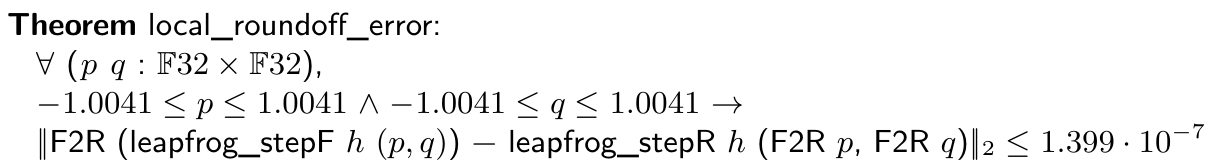 Theorem local_roundoff_error:
∀ (p q : 𝔽32 × 𝔽32),
−1.0041 ≤ p ≤ 1.0041 ∧ −1.0041 ≤ q ≤ 1.0041 →
‖F2R (leapfrog_stepF h (p, q)) − leapfrog_stepR h (F2R p, F2R q)‖₂ ≤ 1.399 · 10⁻⁷